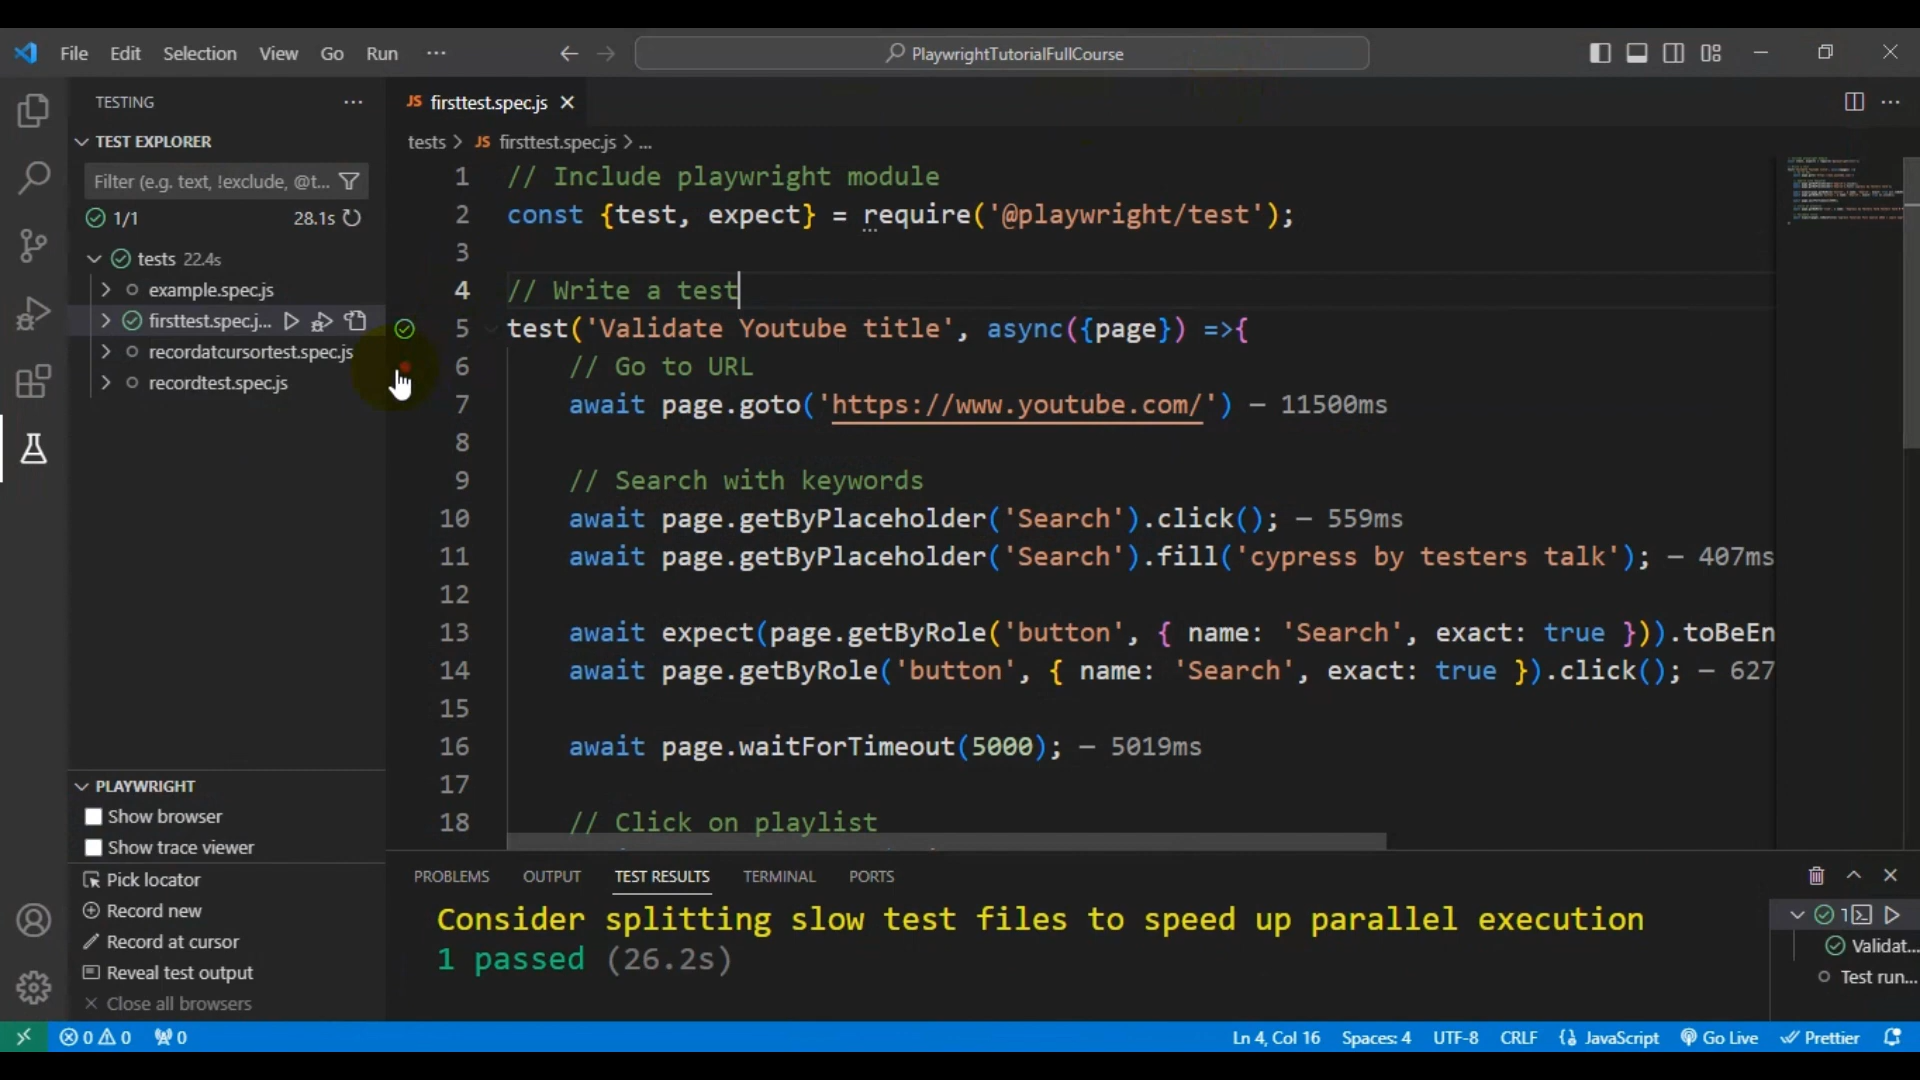 File Edit Selection View Go Run
PlaywrightTutorialFullCourse
TESTING
TEST EXPLORER
Filter (e.g. text, !exclude, @t...
1/1 28.1s
tests 22.4s
example.spec.js
firsttest.spec.j...
recordatcursortest.spec.js
recordtest.spec.js
PLAYWRIGHT
Show browser
Show trace viewer
Pick locator
Record new
Record at cursor
Reveal test output
Close all browsers
JS firsttest.spec.js
tests > JS firsttest.spec.js > ...
1 // Include playwright module
2 const {test, expect} = require('@playwright/test');
3
4 // Write a test
5 test('Validate Youtube title', async({page}) =>{
6 // Go to URL
7 await page.goto('https://www.youtube.com/') — 11500ms
8
9 // Search with keywords
10 await page.getByPlaceholder('Search').click(); — 559ms
11 await page.getByPlaceholder('Search').fill('cypress by testers talk'); — 407ms
12
13 await expect(page.getByRole('button', { name: 'Search', exact: true })).toBeEn
14 await page.getByRole('button', { name: 'Search', exact: true }).click(); — 627
15
16 await page.waitForTimeout(5000); — 5019ms
17
18 // Click on playlist
PROBLEMS OUTPUT TEST RESULTS TERMINAL PORTS
Consider splitting slow test files to speed up parallel execution
1 passed (26.2s)
1
Validat...
Test run...
0 0 0
Ln 4, Col 16 Spaces: 4 UTF-8 CRLF {} JavaScript Go Live Prettier